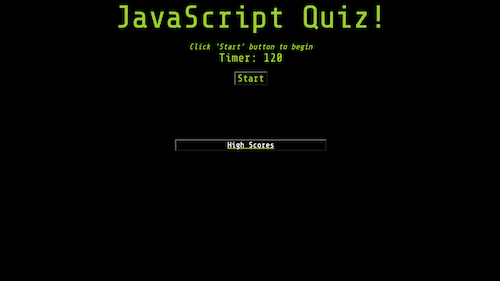 JavaScript Quiz!
Click 'Start' button to begin
Timer: 120
Start
High Scores